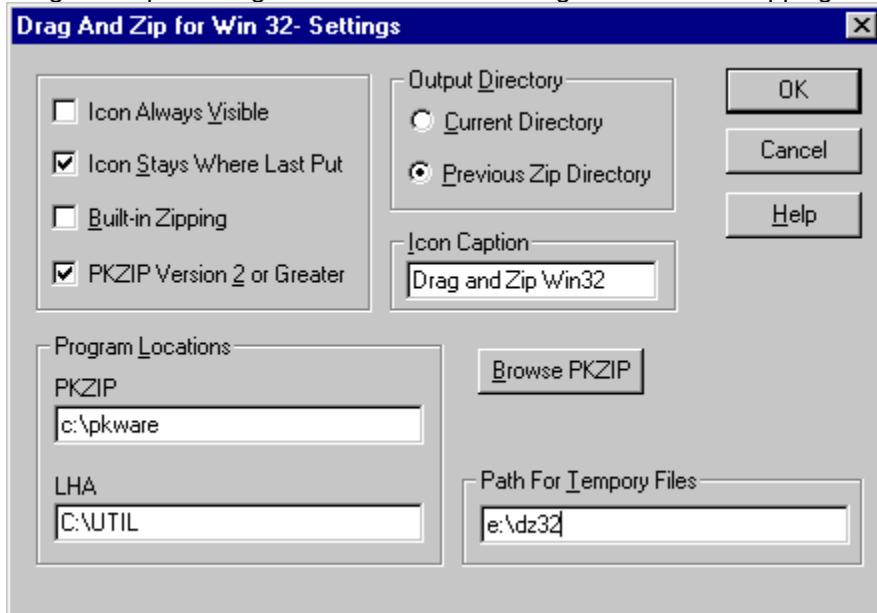 Drag And Zip for Win 32- Settings
Icon Always Visible
Icon Stays Where Last Put
Built-in Zipping
PKZIP Version 2 or Greater
Output Directory
Current Directory
Previous Zip Directory
Icon Caption
Drag and Zip Win32
OK
Cancel
Help
Program Locations
PKZIP
c:\pkware
LHA
C:\UTIL
Browse PKZIP
Path For Tempory Files
e:\dz32